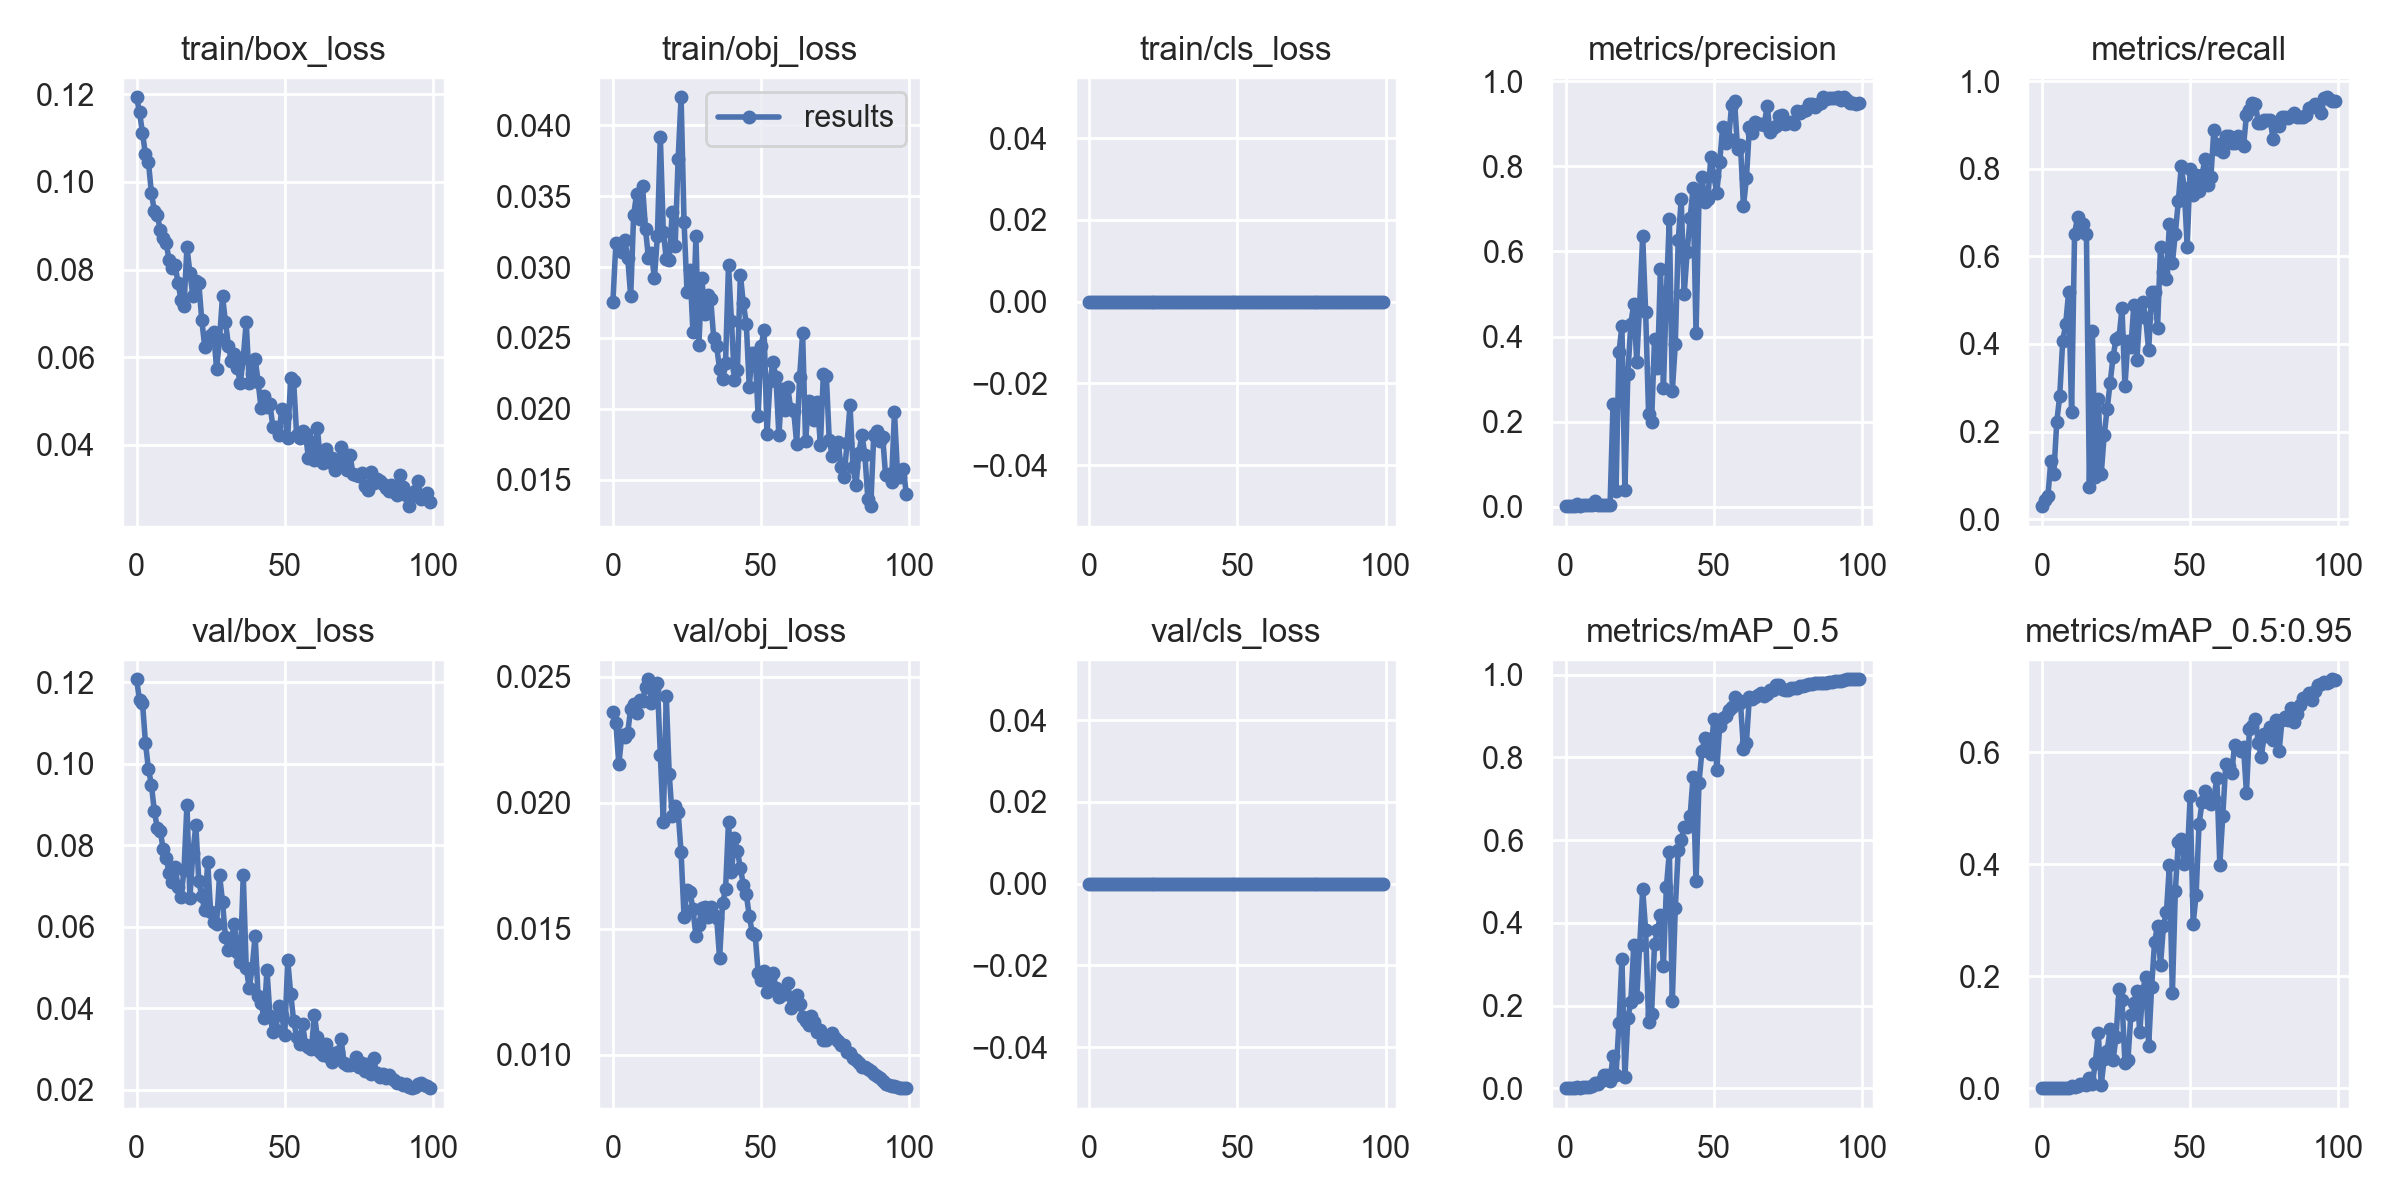 train/box_loss
0.12
0.10
0.08
0.06
0.04
0 50 100
train/obj_loss
results
0.040
0.035
0.030
0.025
0.020
0.015
0 50 100
train/cls_loss
0.04
0.02
0.00
−0.02
−0.04
0 50 100
metrics/precision
1.0
0.8
0.6
0.4
0.2
0.0
0 50 100
metrics/recall
1.0
0.8
0.6
0.4
0.2
0.0
0 50 100
val/box_loss
0.12
0.10
0.08
0.06
0.04
0.02
0 50 100
val/obj_loss
0.025
0.020
0.015
0.010
0 50 100
val/cls_loss
0.04
0.02
0.00
−0.02
−0.04
0 50 100
metrics/mAP_0.5
1.0
0.8
0.6
0.4
0.2
0.0
0 50 100
metrics/mAP_0.5:0.95
0.6
0.4
0.2
0.0
0 50 100